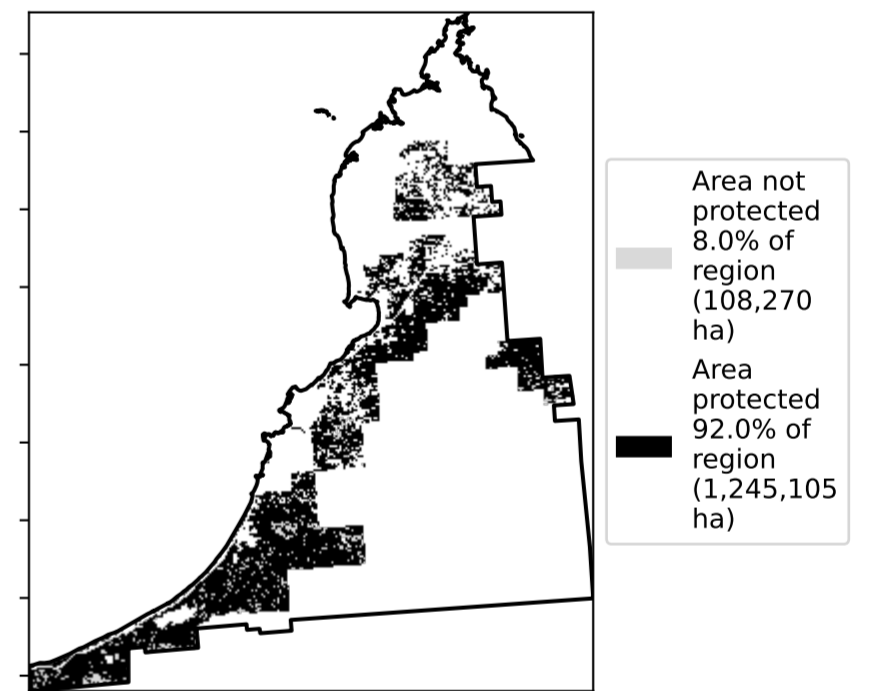 Area not
protected
8.0% of
region
(108,270
ha)
Area
protected
92.0% of
region
(1,245,105
ha)